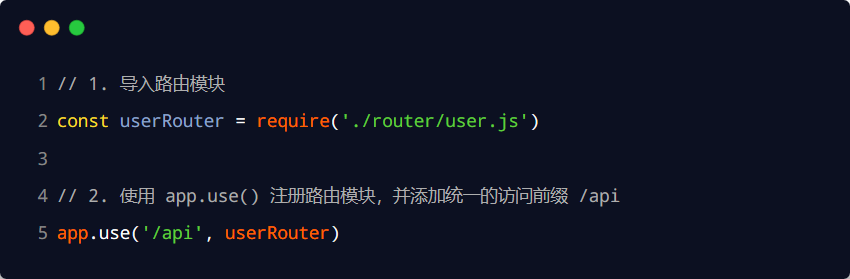 1 // 1. 导入路由模块
2 const userRouter = require('./router/user.js')
3
4 // 2. 使用 app.use() 注册路由模块，并添加统一的访问前缀 /api
5 app.use('/api', userRouter)